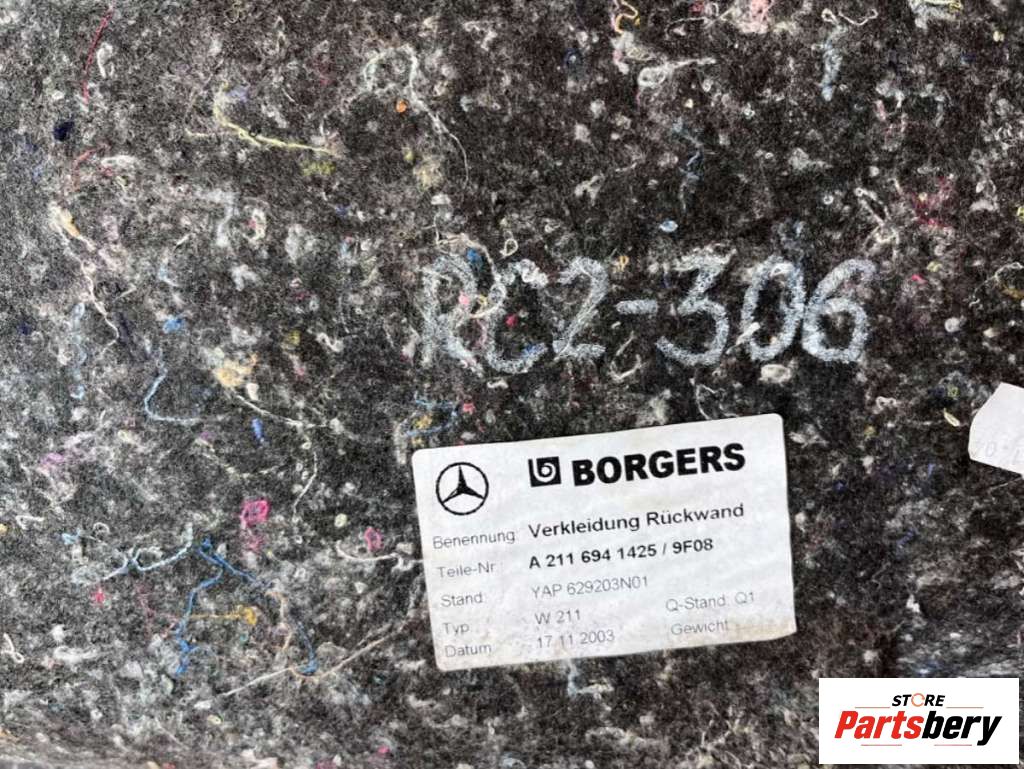 RC2-306
BORGERS
Benennung: Verkleidung Rückwand
Teile-Nr.: A 211 694 1425 / 9F08
Stand: YAP 629203N01
Typ : W 211 Q-Stand: Q1
Datum 17.11.2003 Gewicht
STORE
Partsbery